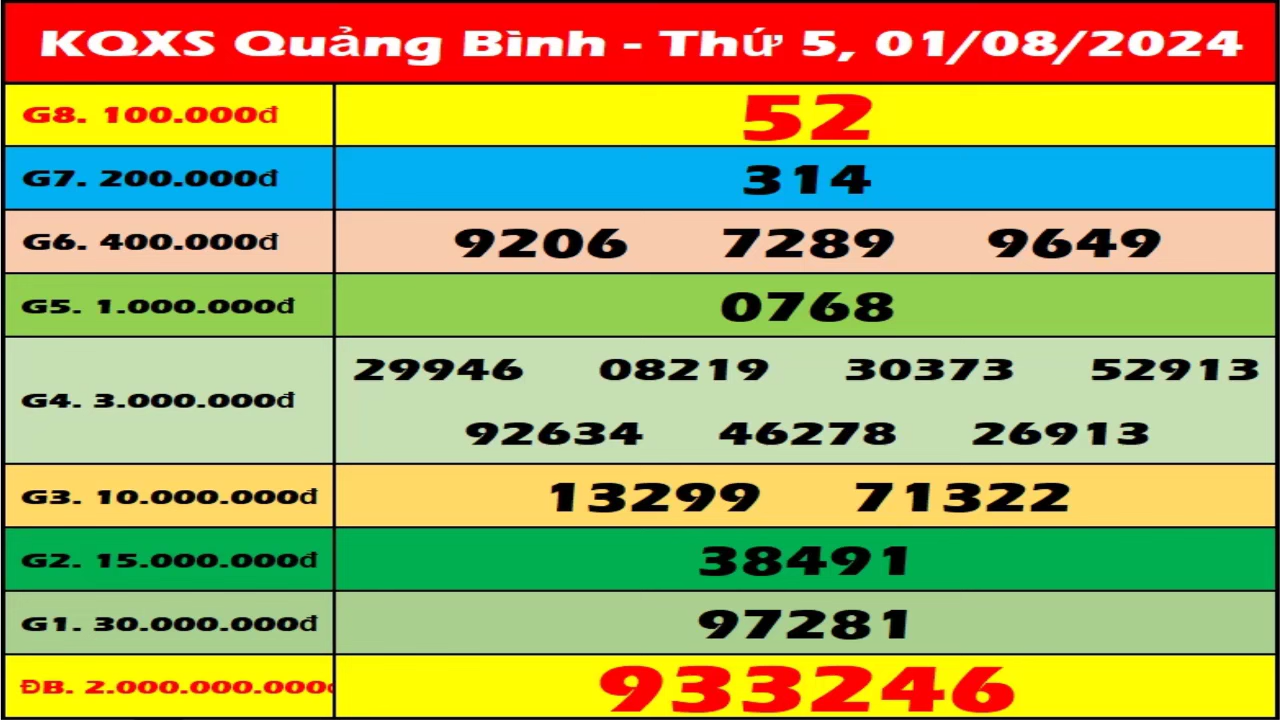 KQXS Quảng Bình - Thứ 5, 01/08/2024
G8. 100.000đ 52
G7. 200.000đ 314
G6. 400.000đ 9206 7289 9649
G5. 1.000.000đ 0768
G4. 3.000.000đ 29946 08219 30373 52913
92634 46278 26913
G3. 10.000.000đ 13299 71322
G2. 15.000.000đ 38491
G1. 30.000.000đ 97281
ĐB. 2.000.000.000đ 933246